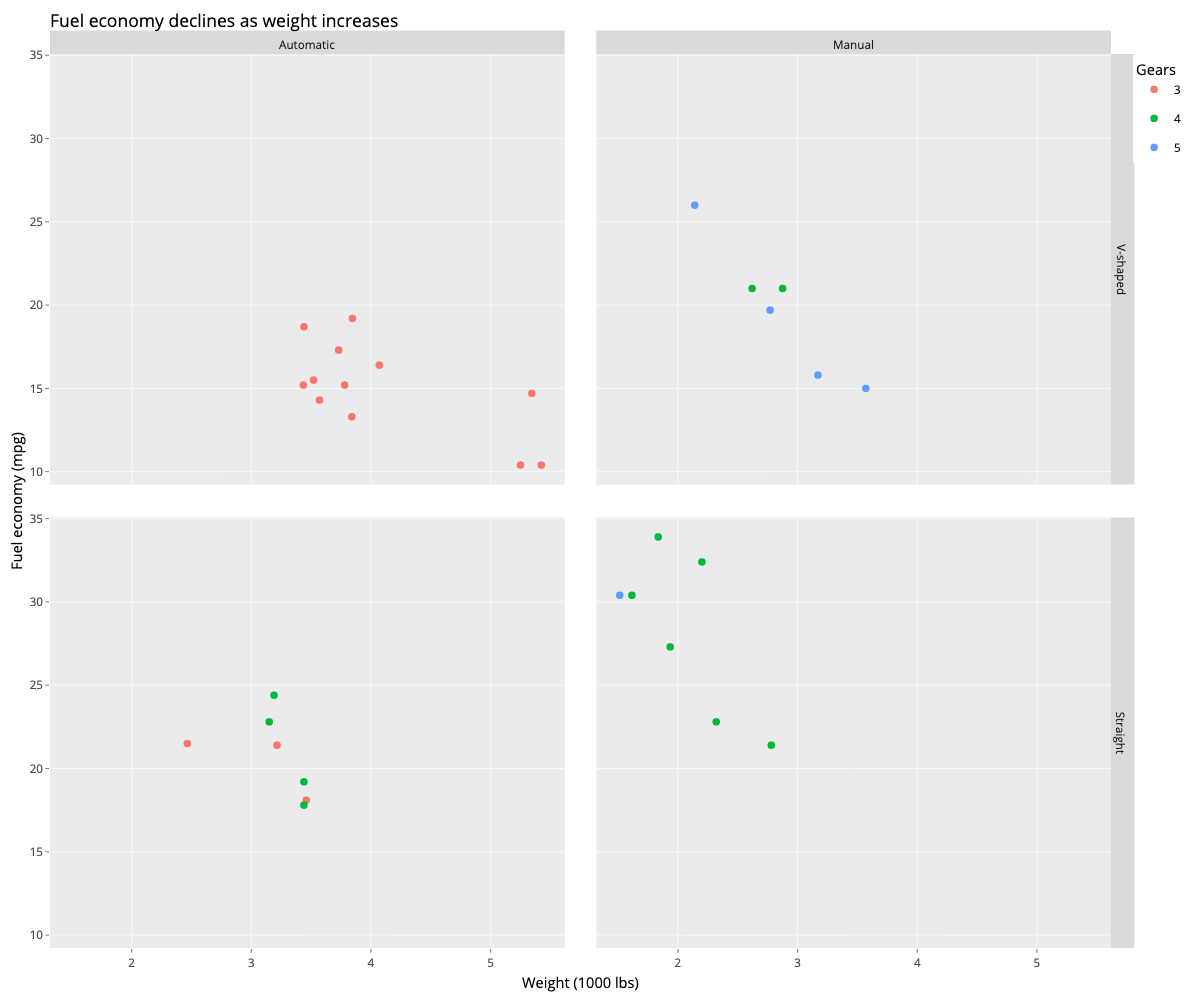 Fuel economy declines as weight increases
Automatic
Manual
Gears
3
4
5
V-shaped
Straight
Fuel economy (mpg)
35
30
25
20
15
10
35
30
25
20
15
10
2
3
4
5
2
3
4
5
Weight (1000 lbs)